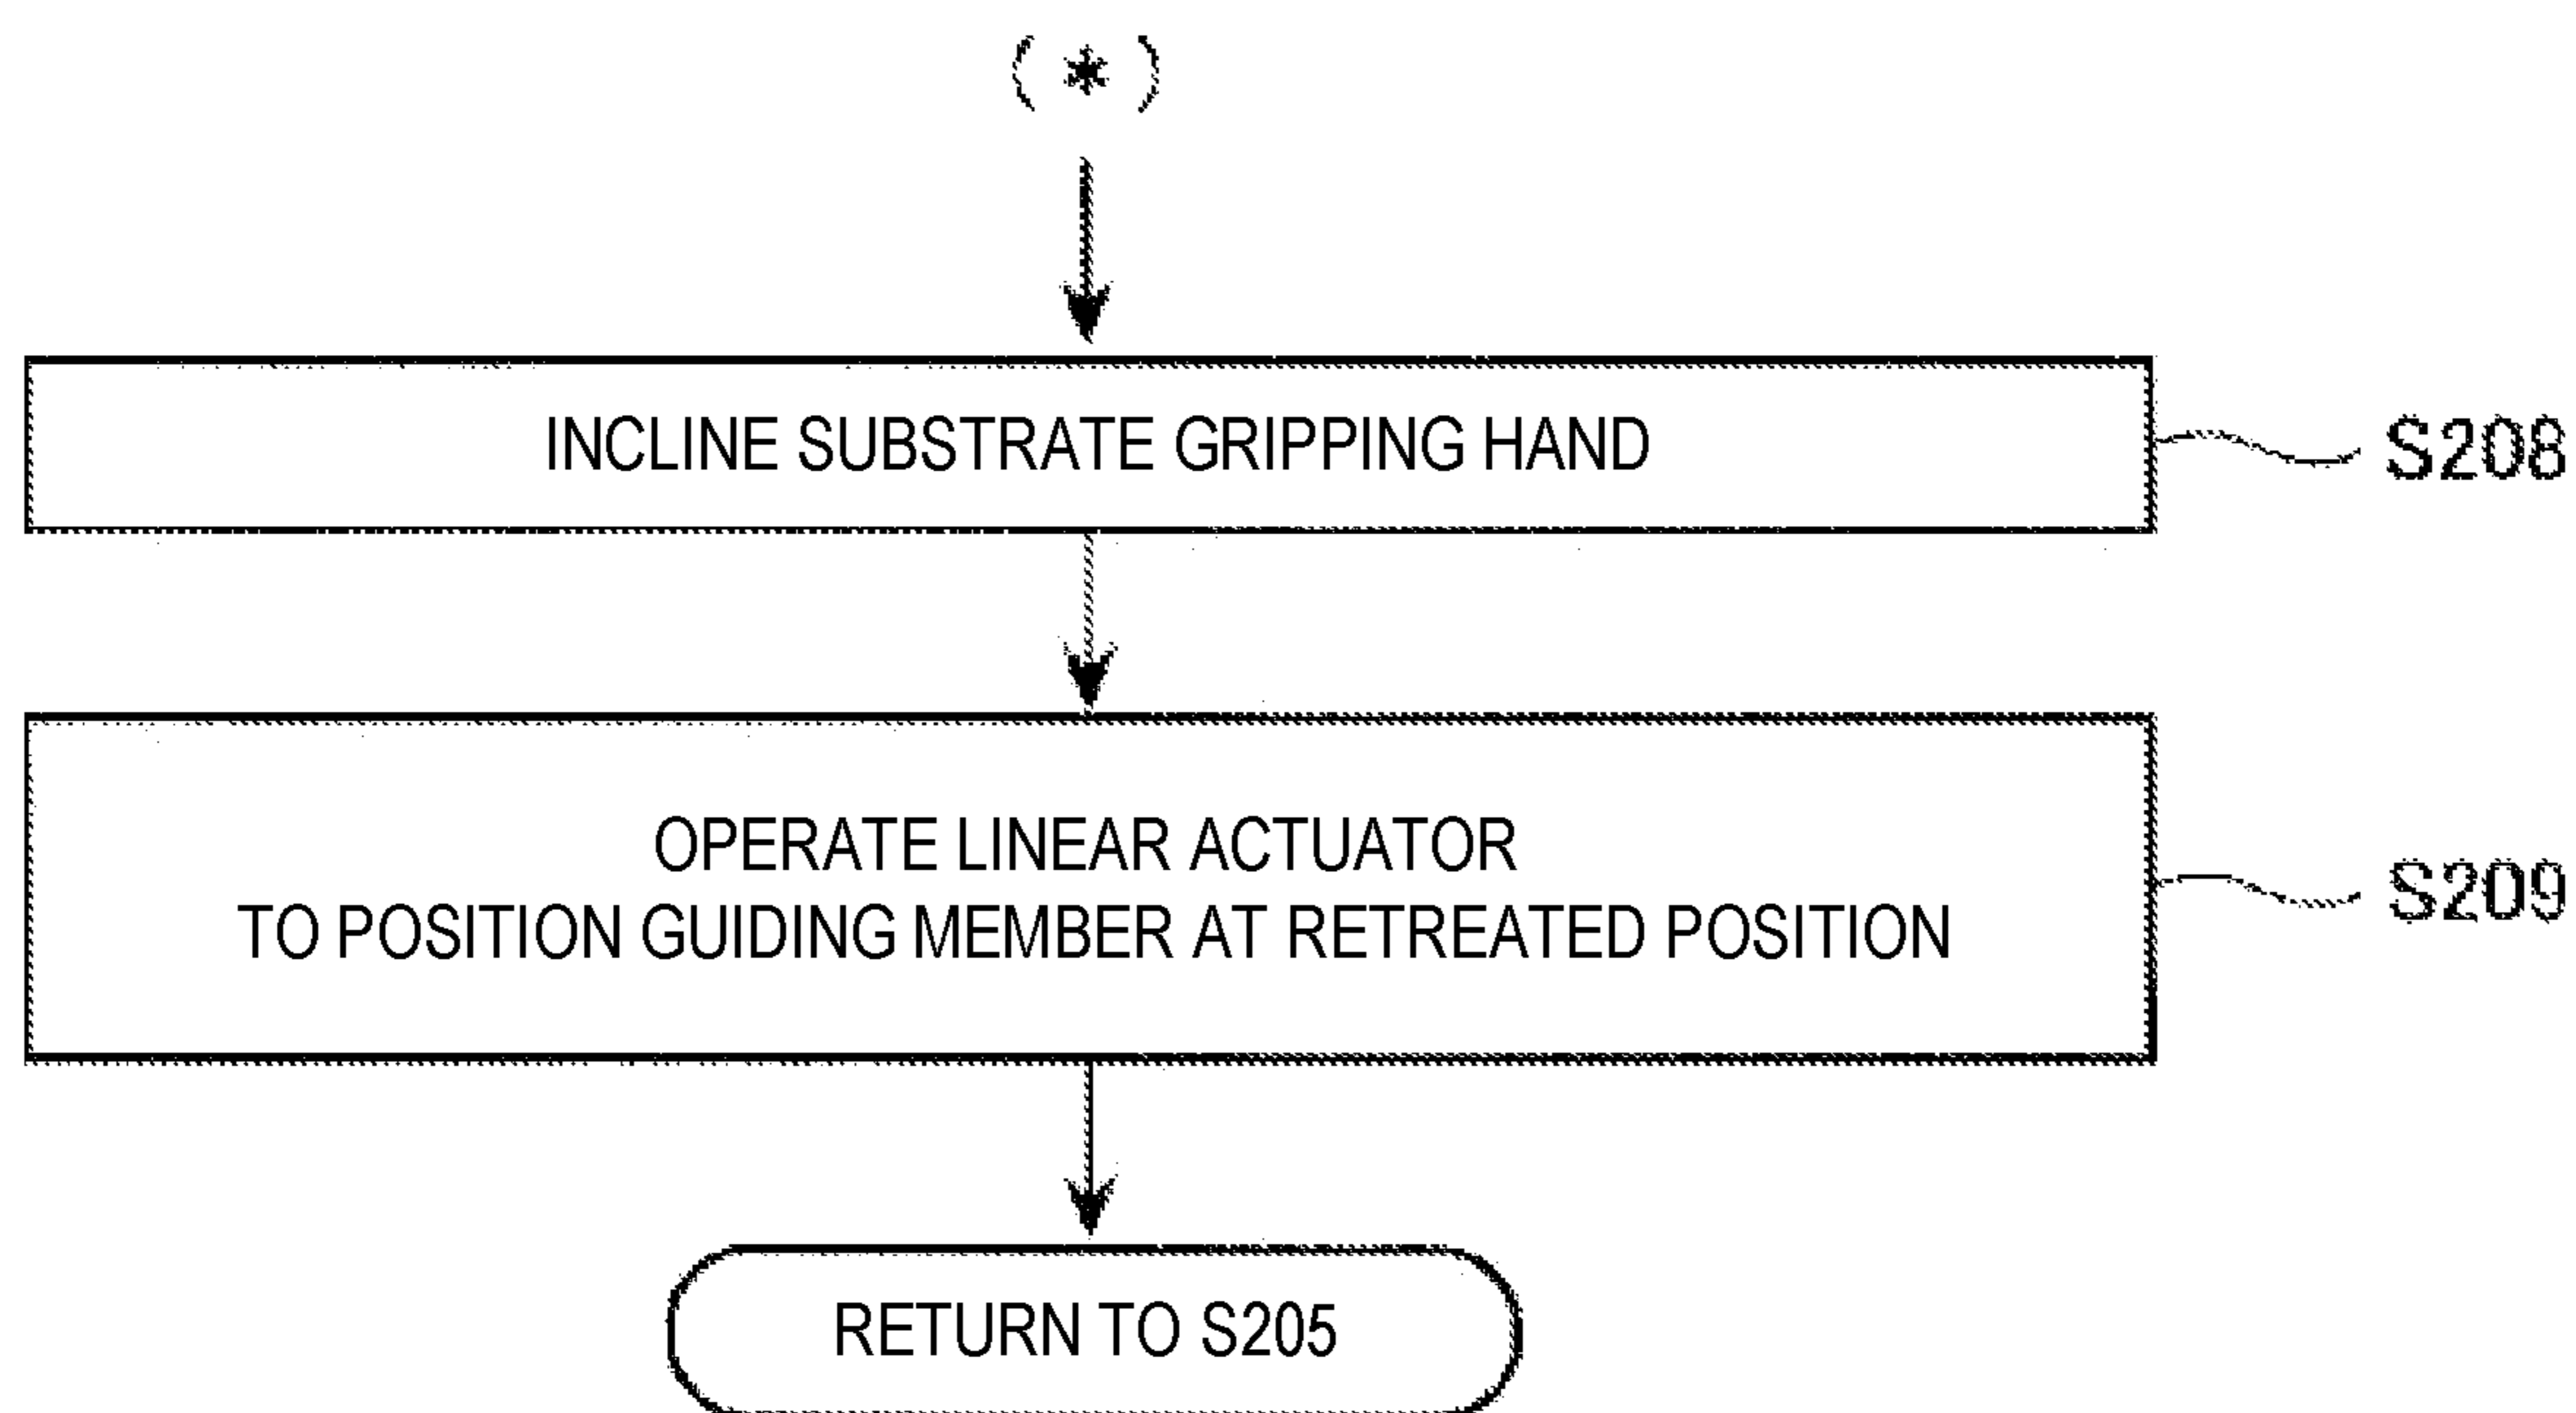 (*)
INCLINE SUBSTRATE GRIPPING HAND
S208
OPERATE LINEAR ACTUATOR
TO POSITION GUIDING MEMBER AT RETREATED POSITION
S209
RETURN TO S205